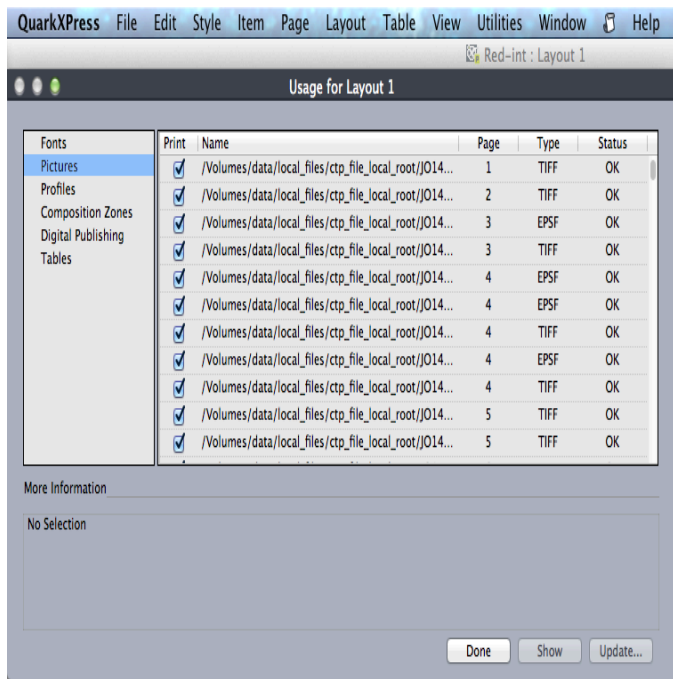 QuarkXPress File Edit Style Item Page Layout Table View Utilities Window Help
Red-int : Layout 1
Usage for Layout 1
Fonts
Pictures
Profiles
Composition Zones
Digital Publishing
Tables
Print Name Page Type Status
/Volumes/data/local_files/ctp_file_local_root/JO14... 1 TIFF OK
/Volumes/data/local_files/ctp_file_local_root/JO14... 2 TIFF OK
/Volumes/data/local_files/ctp_file_local_root/JO14... 3 EPSF OK
/Volumes/data/local_files/ctp_file_local_root/JO14... 3 TIFF OK
/Volumes/data/local_files/ctp_file_local_root/JO14... 4 EPSF OK
/Volumes/data/local_files/ctp_file_local_root/JO14... 4 EPSF OK
/Volumes/data/local_files/ctp_file_local_root/JO14... 4 TIFF OK
/Volumes/data/local_files/ctp_file_local_root/JO14... 4 EPSF OK
/Volumes/data/local_files/ctp_file_local_root/JO14... 4 TIFF OK
/Volumes/data/local_files/ctp_file_local_root/JO14... 5 TIFF OK
/Volumes/data/local_files/ctp_file_local_root/JO14... 5 TIFF OK
More Information
No Selection
Done Show Update...